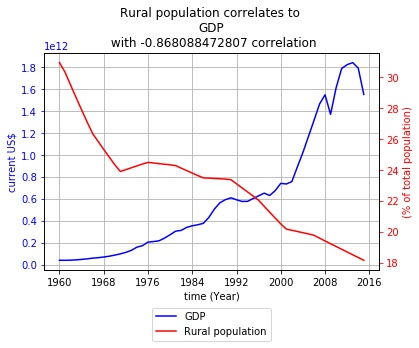 Rural population correlates to
GDP
with -0.868088472807 correlation
1e12
1.8
1.6
1.4
1.2
1.0
0.8
0.6
0.4
0.2
0.0
current US$
30
28
26
24
22
20
18
(% of total population)
1960 1968 1976 1984 1992 2000 2008 2016
time (Year)
GDP
Rural population